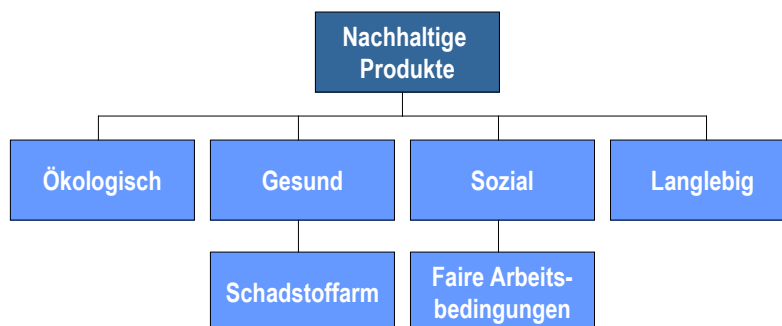 Nachhaltige
Produkte
Ökologisch
Gesund
Sozial
Langlebig
Schadstoffarm
Faire Arbeits-
bedingungen